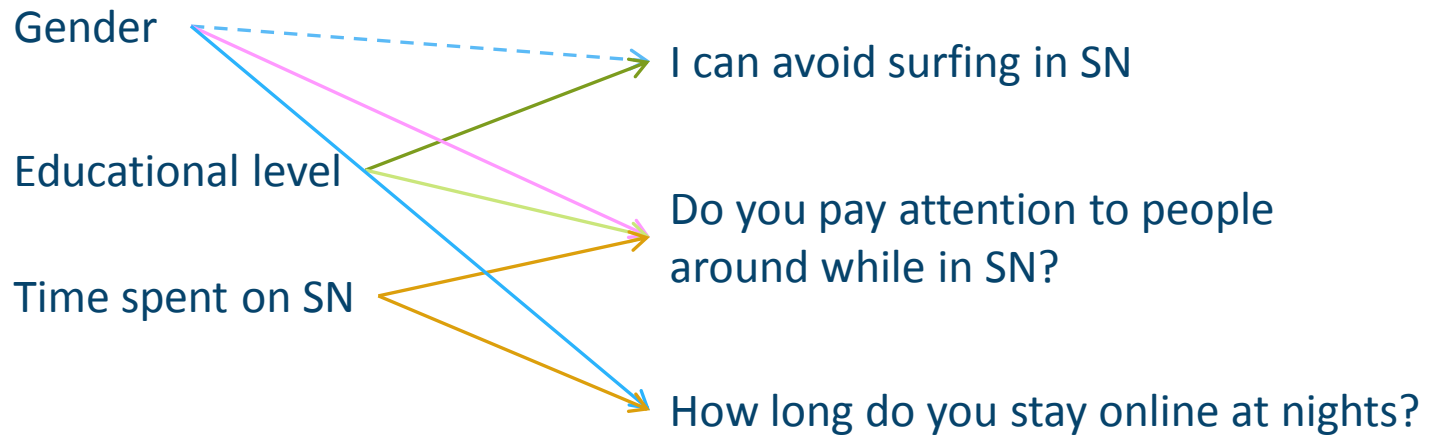 Gender
I can avoid surfing in SN
Educational level
Do you pay attention to people
around while in SN?
Time spent on SN
How long do you stay online at nights?